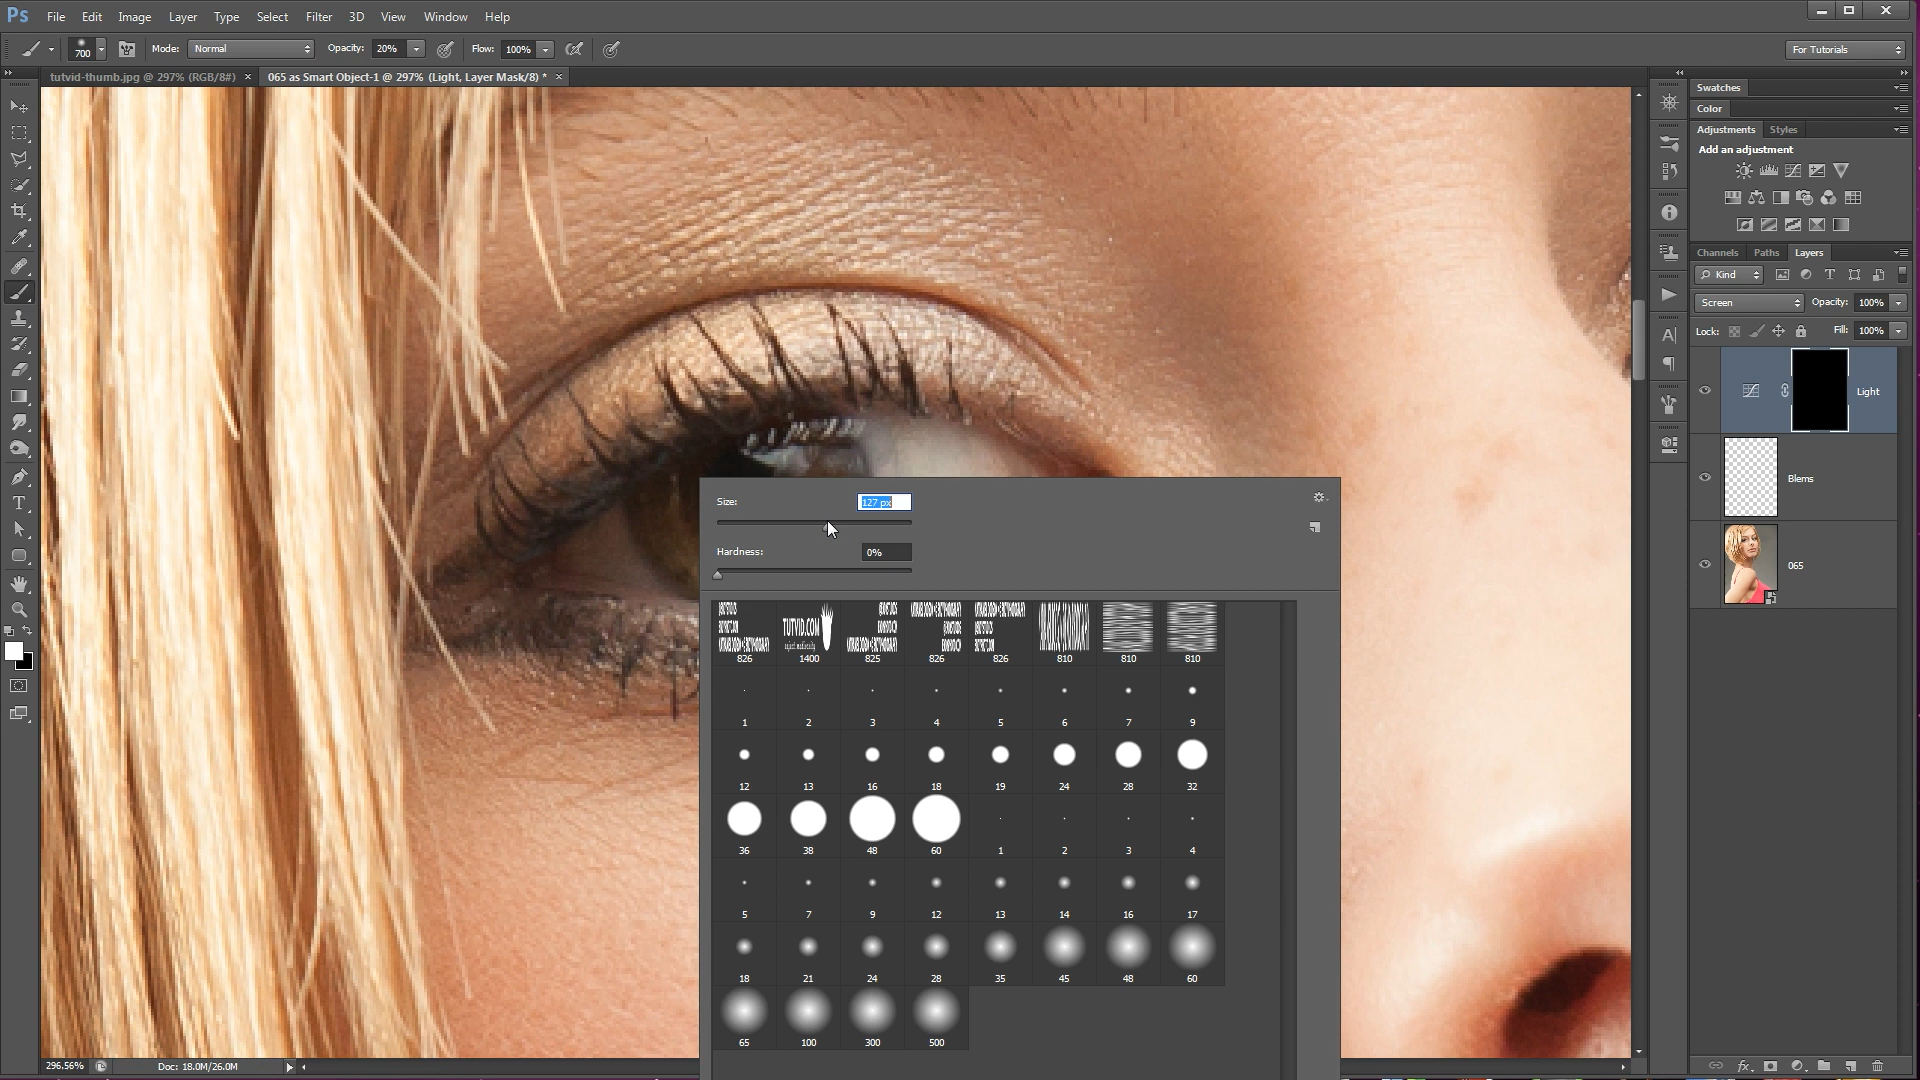 Ps File Edit Image Layer Type Select Filter 3D View Window Help
700 Mode: Normal Opacity: 20% Flow: 100% For Tutorials
tutvid-thumb.jpg @ 297% (RGB/8#) × 065 as Smart Object-1 @ 297% (Light, Layer Mask/8) * ×
Swatches
Color
Adjustments Styles
Add an adjustment
Channels Paths Layers
Kind
Screen Opacity: 100%
Lock: Fill: 100%
Light
Blems
065
Size: 127 px
Hardness: 0%
TUTVID.COM
826 1400 825 826 826 810 810 810
1 2 3 4 5 6 7 9
12 13 16 18 19 24 28 32
36 38 48 60 1 2 3 4
5 7 9 12 13 14 16 17
18 21 24 28 35 45 48 60
65 100 300 500
296.56% Doc: 18.0M/26.0M